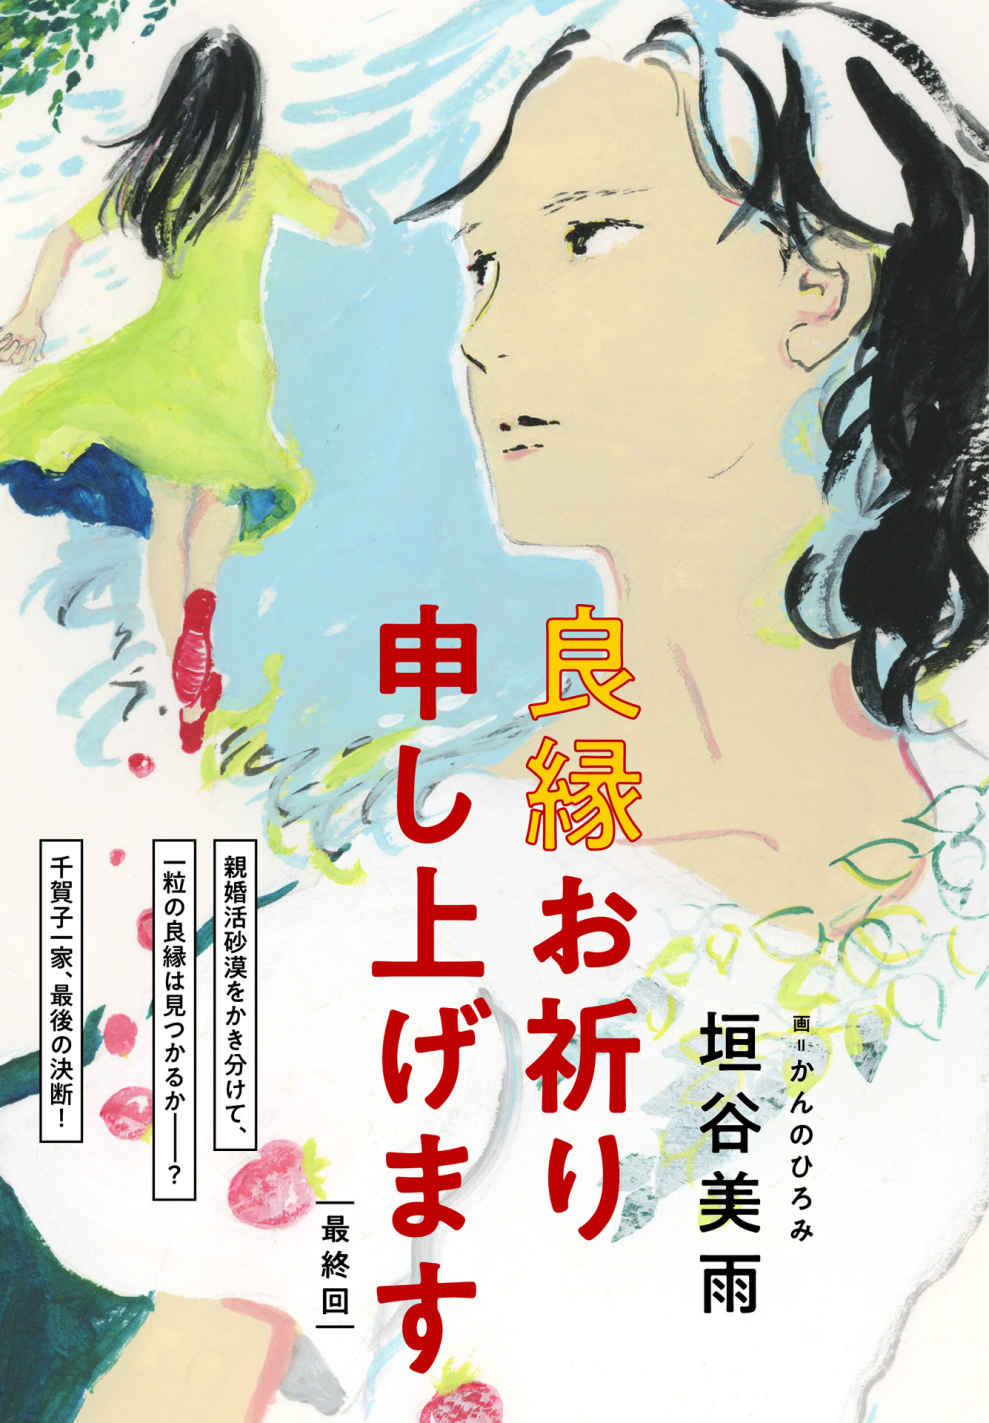 画=かんのひろみ
垣谷美雨
良縁お祈り
申し上げます
最終回
親婚活砂漠をかき分けて、
一粒の良縁は見つかるか――?
千賀子一家、最後の決断!